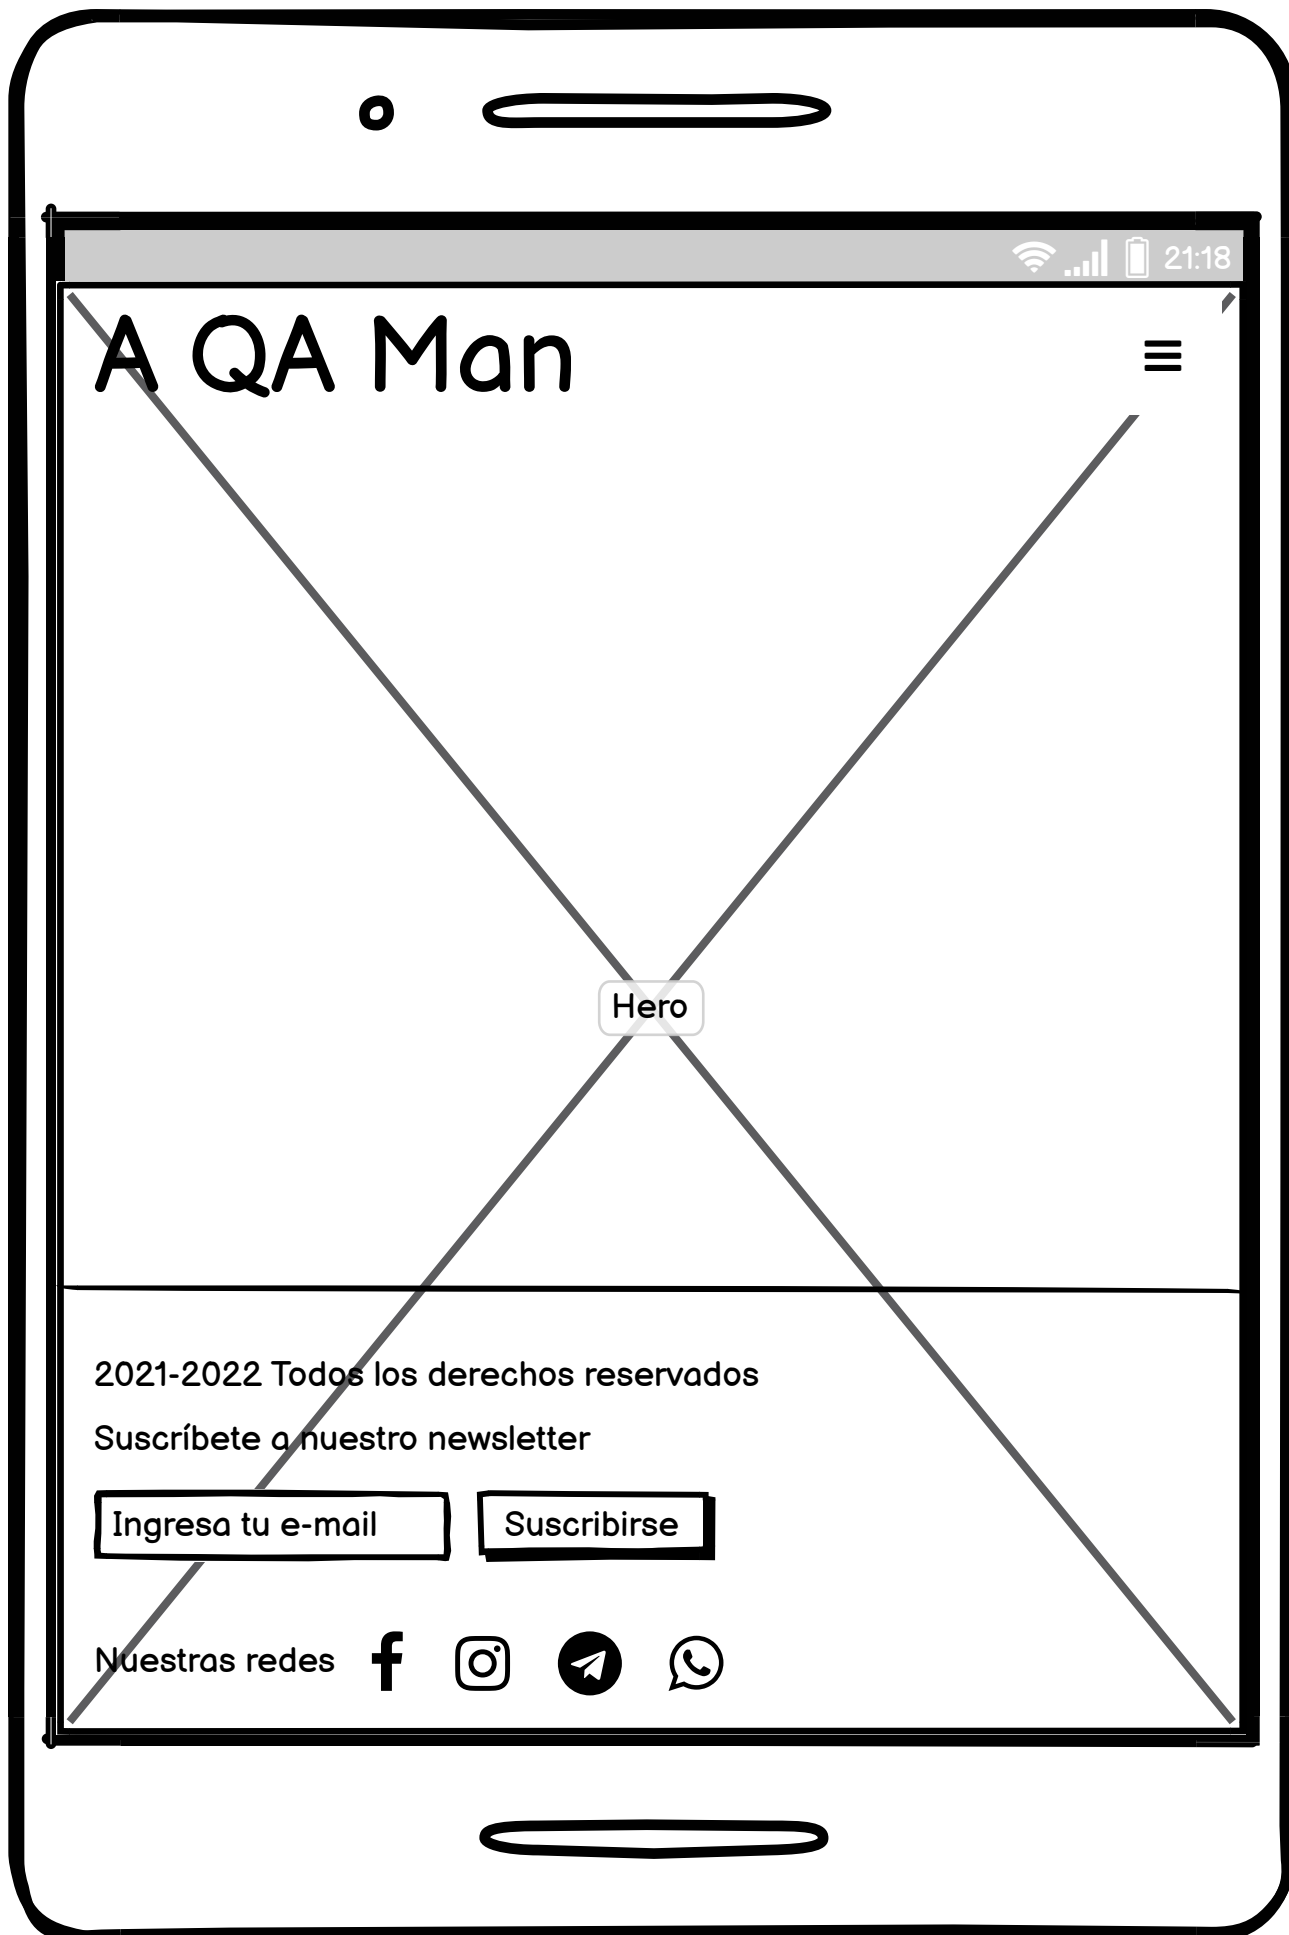 21:18
A QA Man
Hero
2021-2022 Todos los derechos reservados
Suscríbete a nuestro newsletter
Ingresa tu e-mail
Suscribirse
Nuestras redes